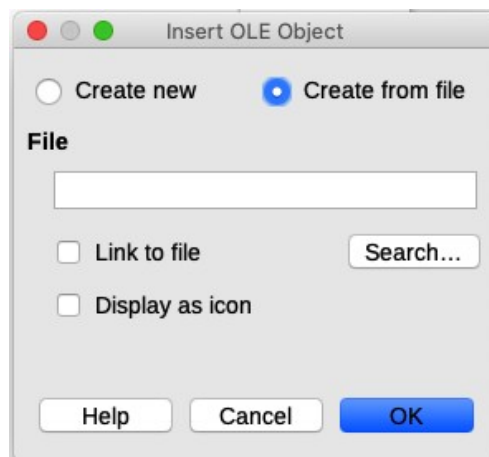 Insert OLE Object
Create new Create from file
File
Link to file Search...
Display as icon
Help Cancel OK